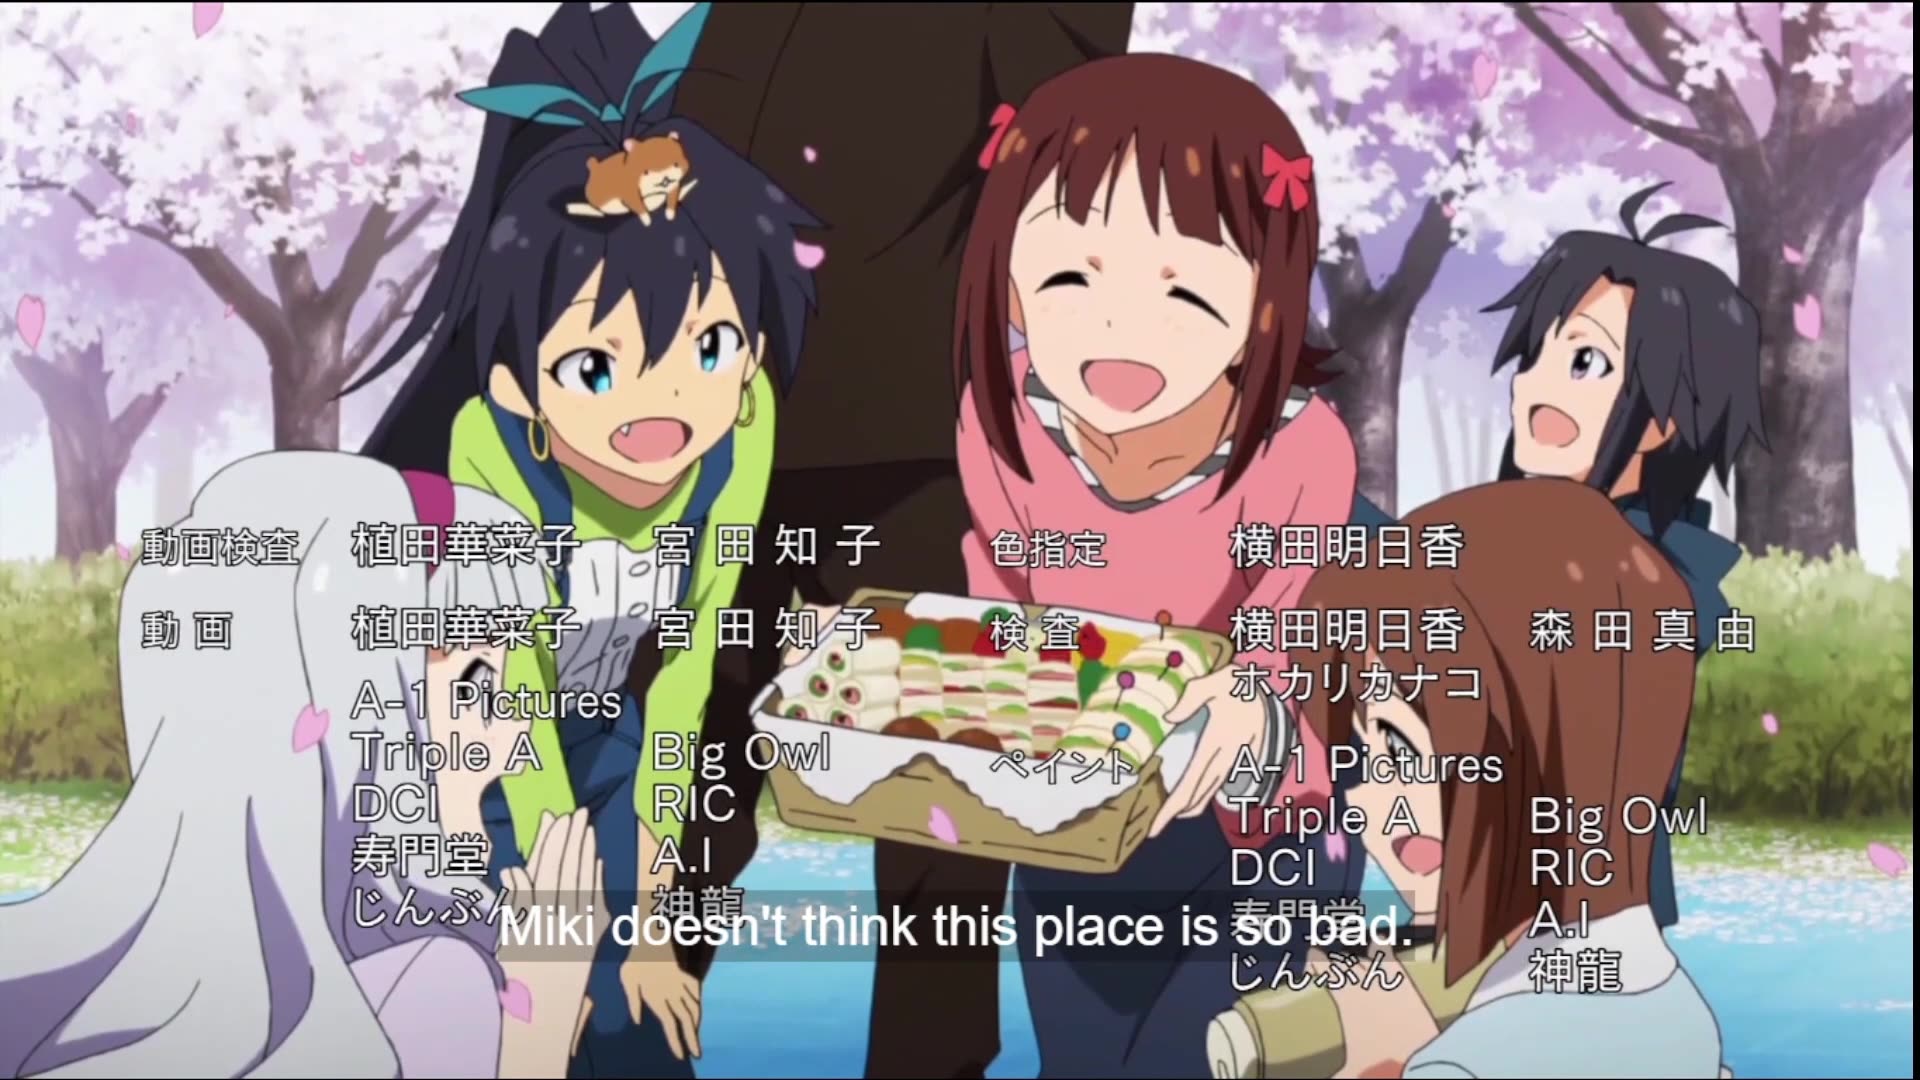 動画検査 植田華菜子 宮田知子 色指定 横田明日香
動画 植田華菜子 宮田知子 検査 横田明日香 森田真由
ホカリカナコ
A-1 Pictures
Triple A Big Owl ペイント A-1 Pictures
DCI RIC Triple A Big Owl
寿門堂 A.I DCI RIC
じんぶん 神龍 寿門堂 A.I
じんぶん 神龍
Miki doesn't think this place is so bad.